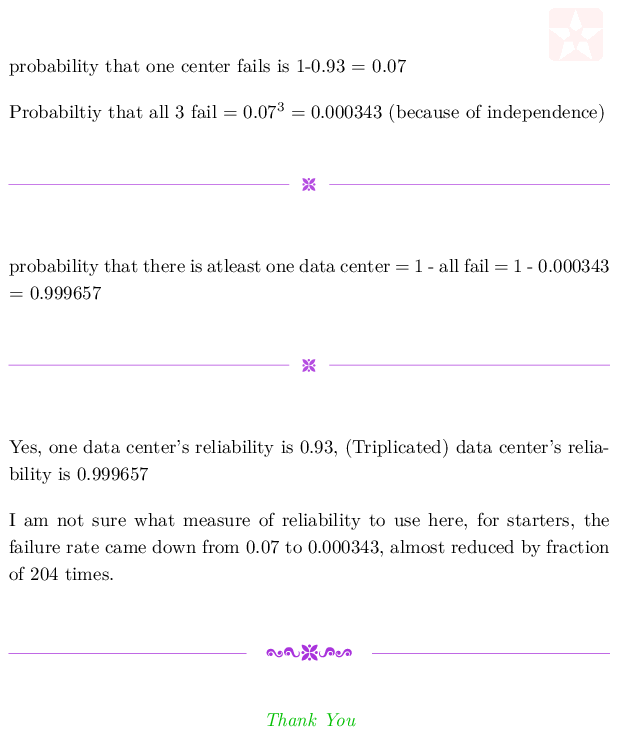 probability that one center fails is 1-0.93 = 0.07
Probabiltiy that all 3 fail = 0.07³ = 0.000343 (because of independence)
probability that there is atleast one data center = 1 - all fail = 1 - 0.000343
= 0.999657
Yes, one data center's reliability is 0.93, (Triplicated) data center's relia-
bility is 0.999657
I am not sure what measure of reliability to use here, for starters, the
failure rate came down from 0.07 to 0.000343, almost reduced by fraction
of 204 times.
Thank You